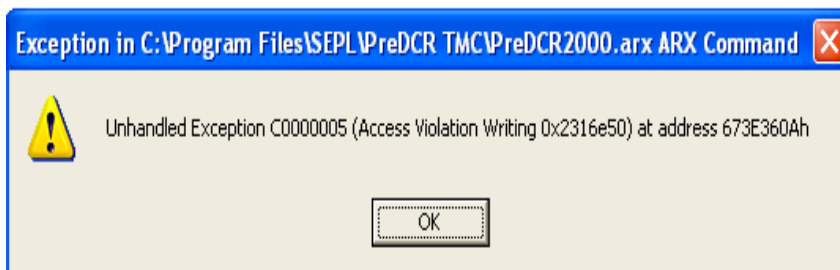 Exception in C:\Program Files\SEPL\PreDCR TMC\PreDCR2000.arx ARX Command
Unhandled Exception C0000005 (Access Violation Writing 0x2316e50) at address 673E360Ah
OK